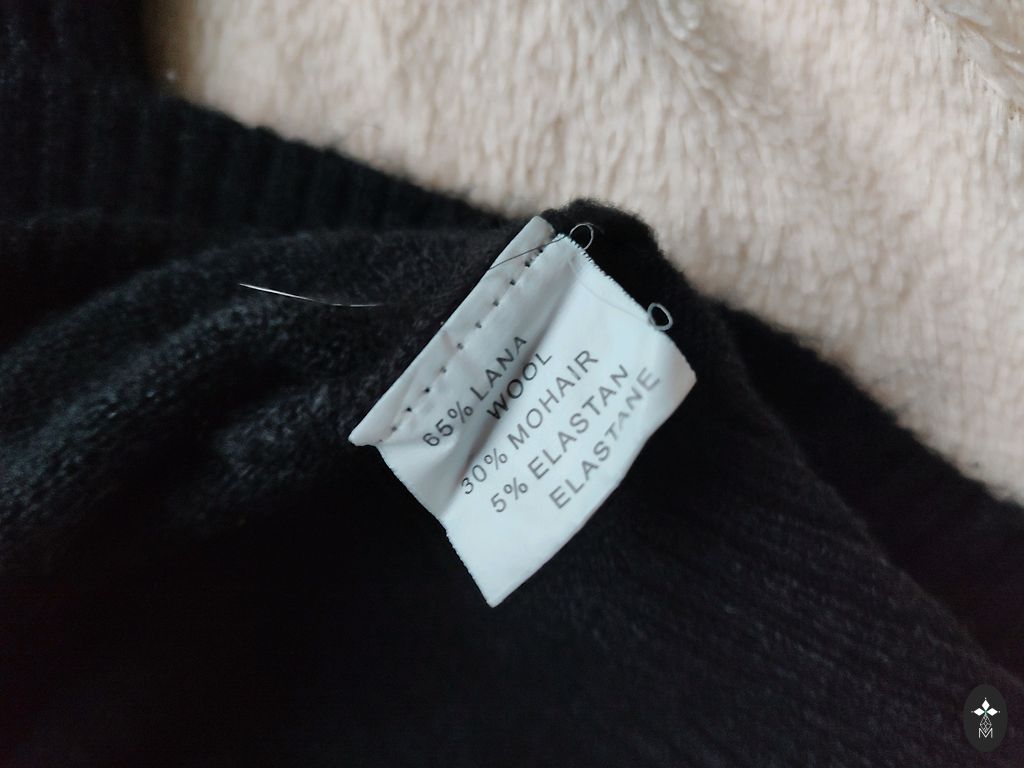 65% LANA
WOOL
30% MOHAIR
5% ELASTAN
ELASTANE
M